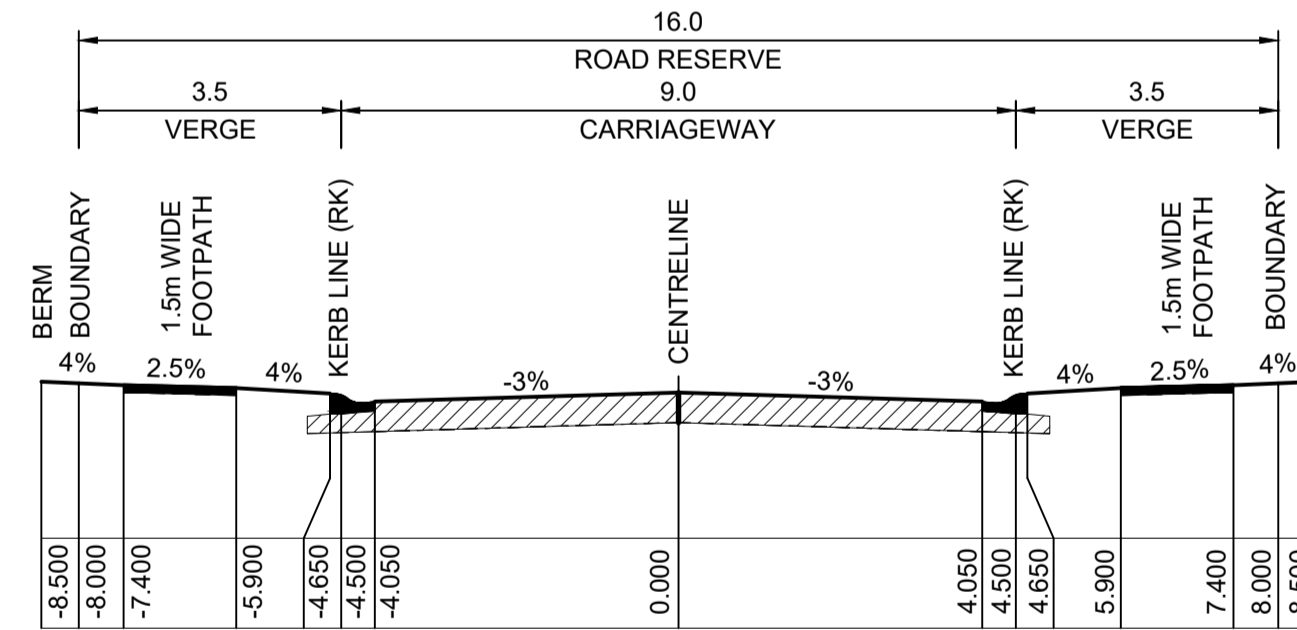 16.0
ROAD RESERVE
3.5
9.0
3.5
VERGE
CARRIAGEWAY
VERGE
BERM
BOUNDARY
1.5m WIDE
FOOTPATH
KERB LINE (RK)
CENTRELINE
KERB LINE (RK)
1.5m WIDE
FOOTPATH
BOUNDARY
4%
2.5%
4%
-3%
-3%
4%
2.5%
4%
-8.500
-8.000
-7.400
-5.900
-4.650
-4.500
-4.050
0.000
4.050
4.500
4.650
5.900
7.400
8.000
8.500